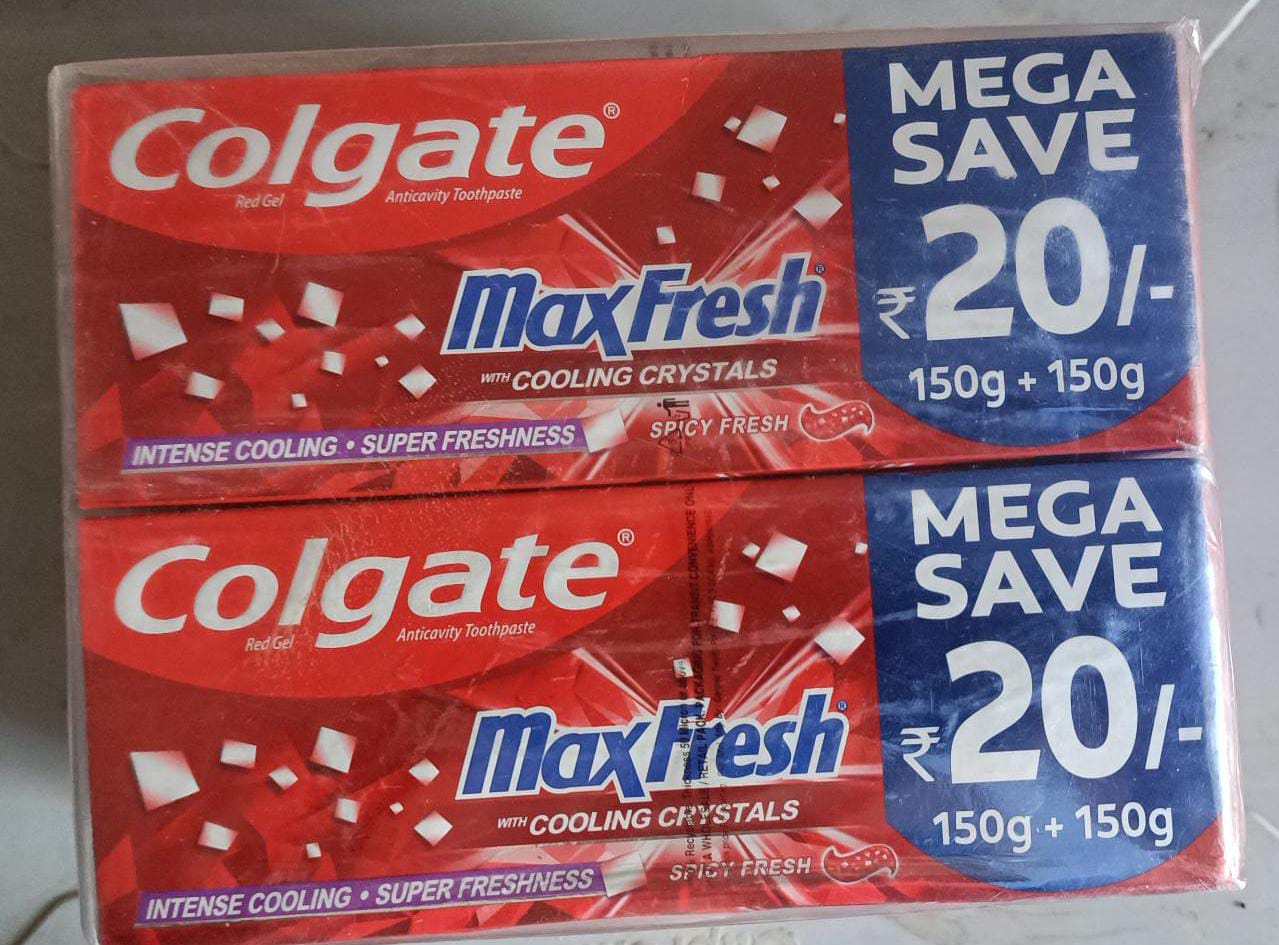 Colgate®
Red Gel Anticavity Toothpaste
MaxFresh®
WITH COOLING CRYSTALS
INTENSE COOLING • SUPER FRESHNESS
SPICY FRESH
MEGA
SAVE
₹20/-
150g + 150g
Colgate®
Red Gel Anticavity Toothpaste
MaxFresh®
WITH COOLING CRYSTALS
INTENSE COOLING • SUPER FRESHNESS
SPICY FRESH
MEGA
SAVE
₹20/-
150g + 150g